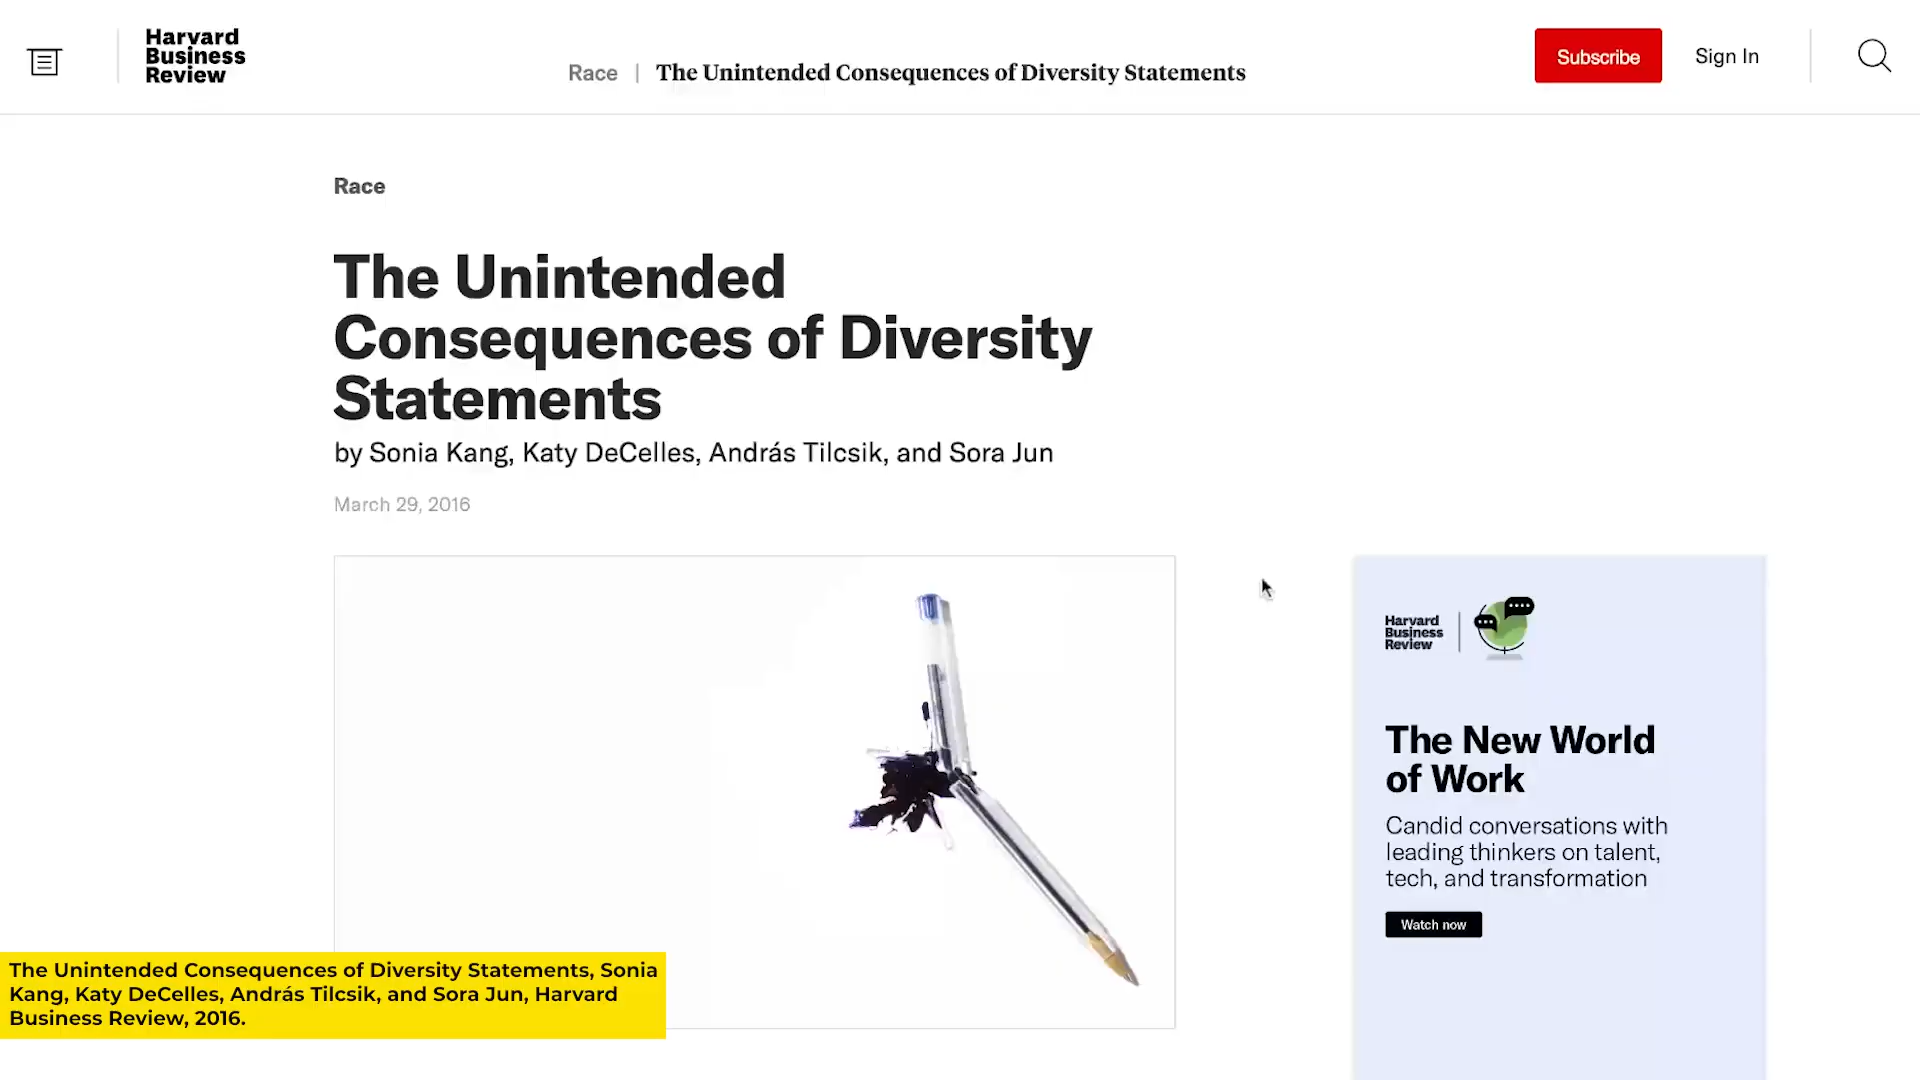 Harvard
Business
Review
Race | The Unintended Consequences of Diversity Statements
Subscribe
Sign In
Race
The Unintended
Consequences of Diversity
Statements
by Sonia Kang, Katy DeCelles, András Tilcsik, and Sora Jun
March 29, 2016
Harvard
Business
Review
The New World
of Work
Candid conversations with
leading thinkers on talent,
tech, and transformation
Watch now
The Unintended Consequences of Diversity Statements, Sonia
Kang, Katy DeCelles, András Tilcsik, and Sora Jun, Harvard
Business Review, 2016.